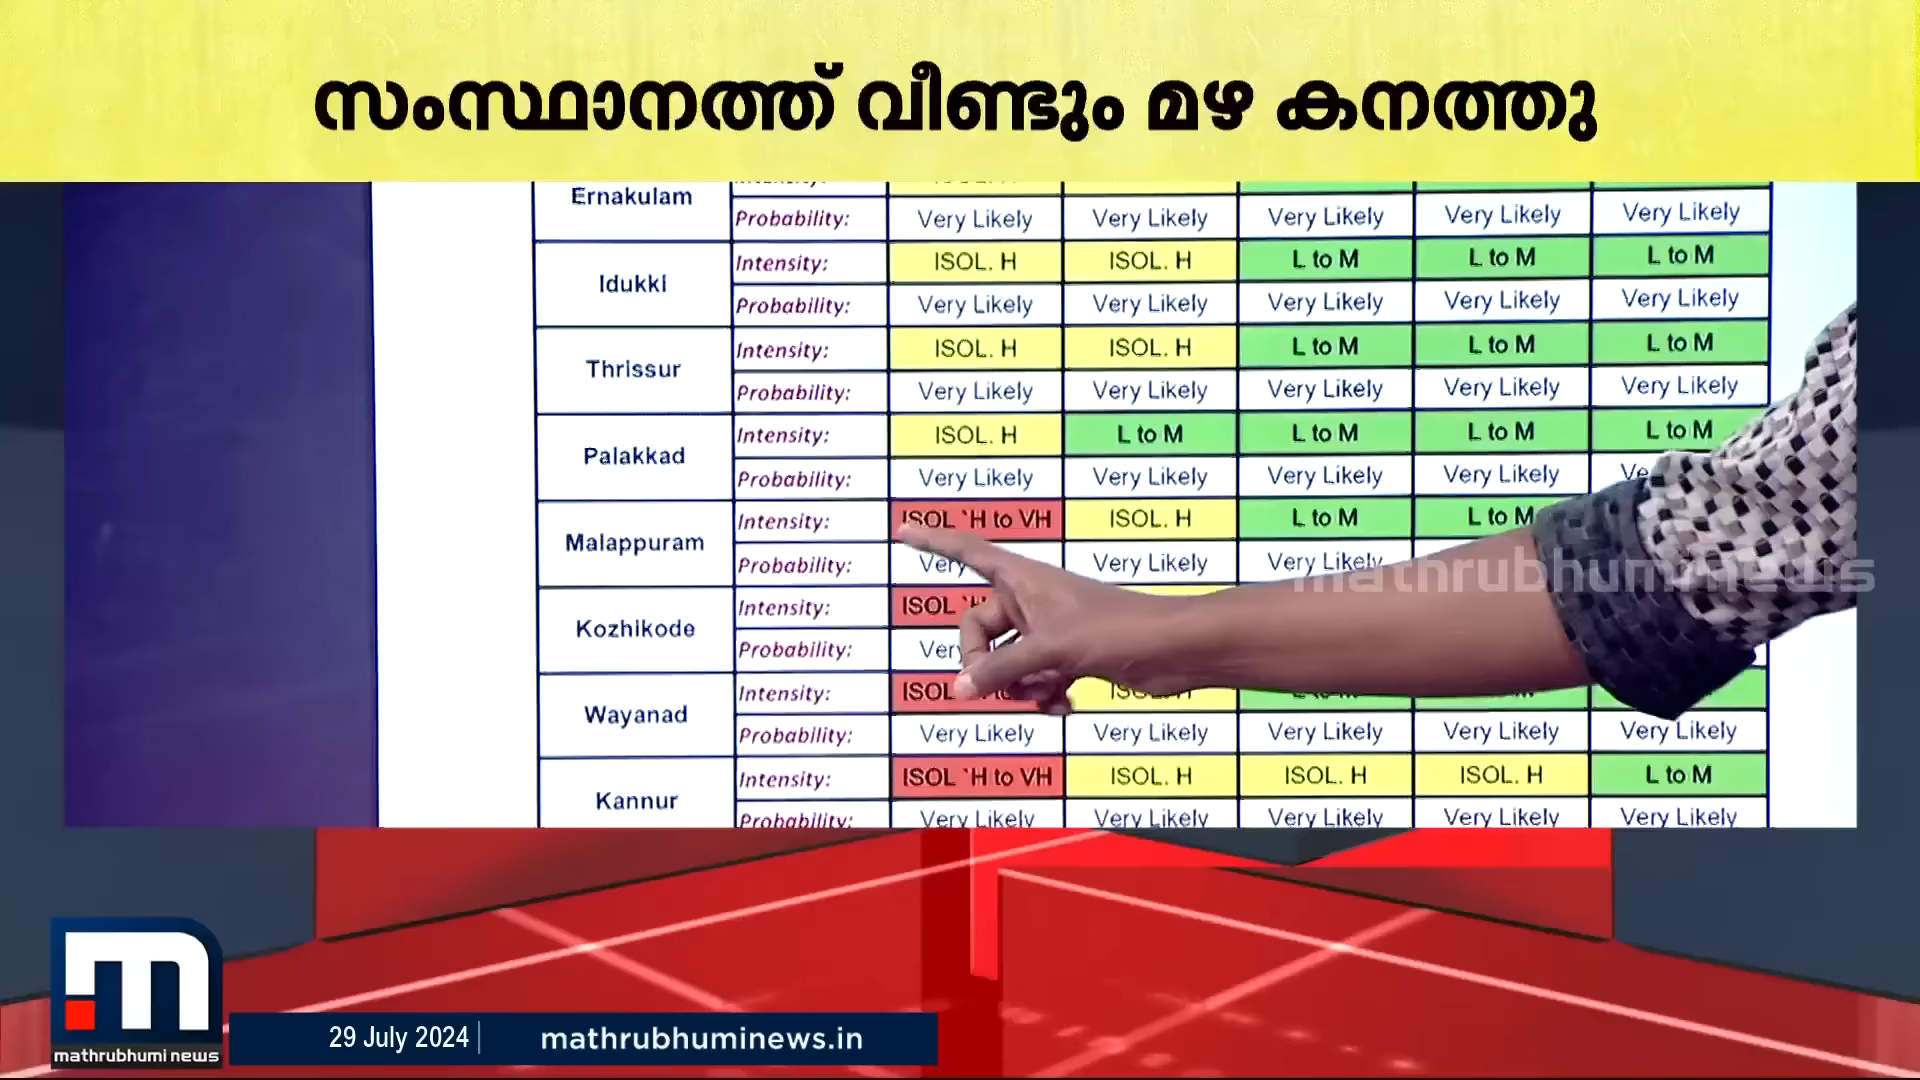 സംസ്ഥാനത്ത് വീണ്ടും മഴ കനത്തു
Ernakulam
Probability: Very Likely Very Likely Very Likely Very Likely Very Likely
Idukki
Intensity: ISOL. H ISOL. H L to M L to M L to M
Probability: Very Likely Very Likely Very Likely Very Likely Very Likely
Thrissur
Intensity: ISOL. H ISOL. H L to M L to M L to M
Probability: Very Likely Very Likely Very Likely Very Likely Very Likely
Palakkad
Intensity: ISOL. H L to M L to M L to M L to M
Probability: Very Likely Very Likely Very Likely Very Likely
Malappuram
Intensity: ISOL `H to VH ISOL. H L to M L to M
Probability: Very Very Likely Very Likely
mathrubhuminews
Kozhikode
Intensity: ISOL
Probability: Very
Wayanad
Intensity: ISOL
Probability: Very Likely Very Likely Very Likely Very Likely Very Likely
Kannur
Intensity: ISOL `H to VH ISOL. H ISOL. H ISOL. H L to M
Probability: Very Likely Very Likely Very Likely Very Likely Very Likely
mathrubhumi news
29 July 2024
mathrubhuminews.in